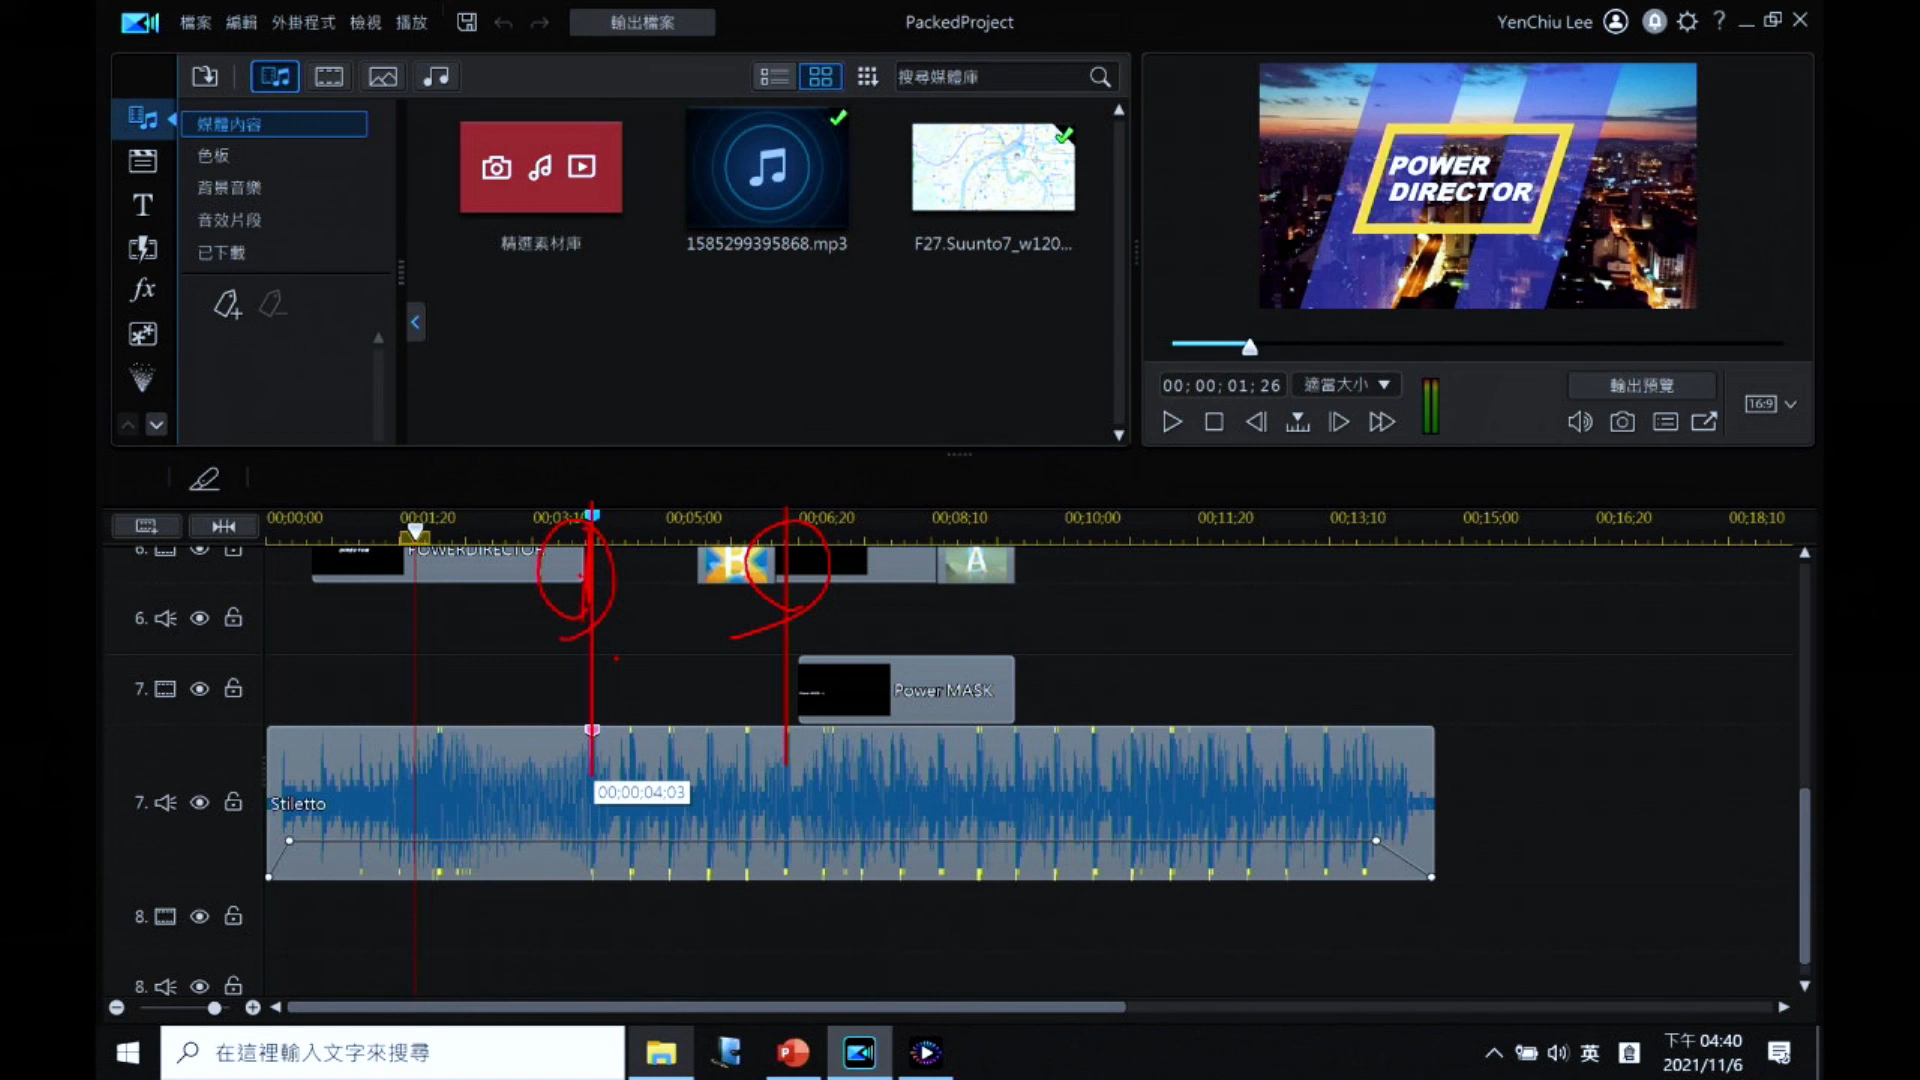 檔案 編輯 外掛程式 檢視 播放 輸出檔案 PackedProject YenChiu Lee ?
搜尋媒體庫
媒體內容
色板
背景音樂
音效片段
已下載
T
fx
精選素材庫 1585299395868.mp3 F27.Suunto7_w120...
POWER
DIRECTOR
00;00;01;26 適當大小 輸出預覽
16:9
00;00;00 00;01;20 00;03;10 00;05;00 00;06;20 00;08;10 00;10;00 00;11;20 00;13;10 00;15;00 00;16;20 00;18;10
6. POWERDIRECTOR B A
6.
7. Power MASK
7. Stiletto 00;00;04;03
8.
8.
在這裡輸入文字來搜尋 英 下午 04:40
2021/11/6